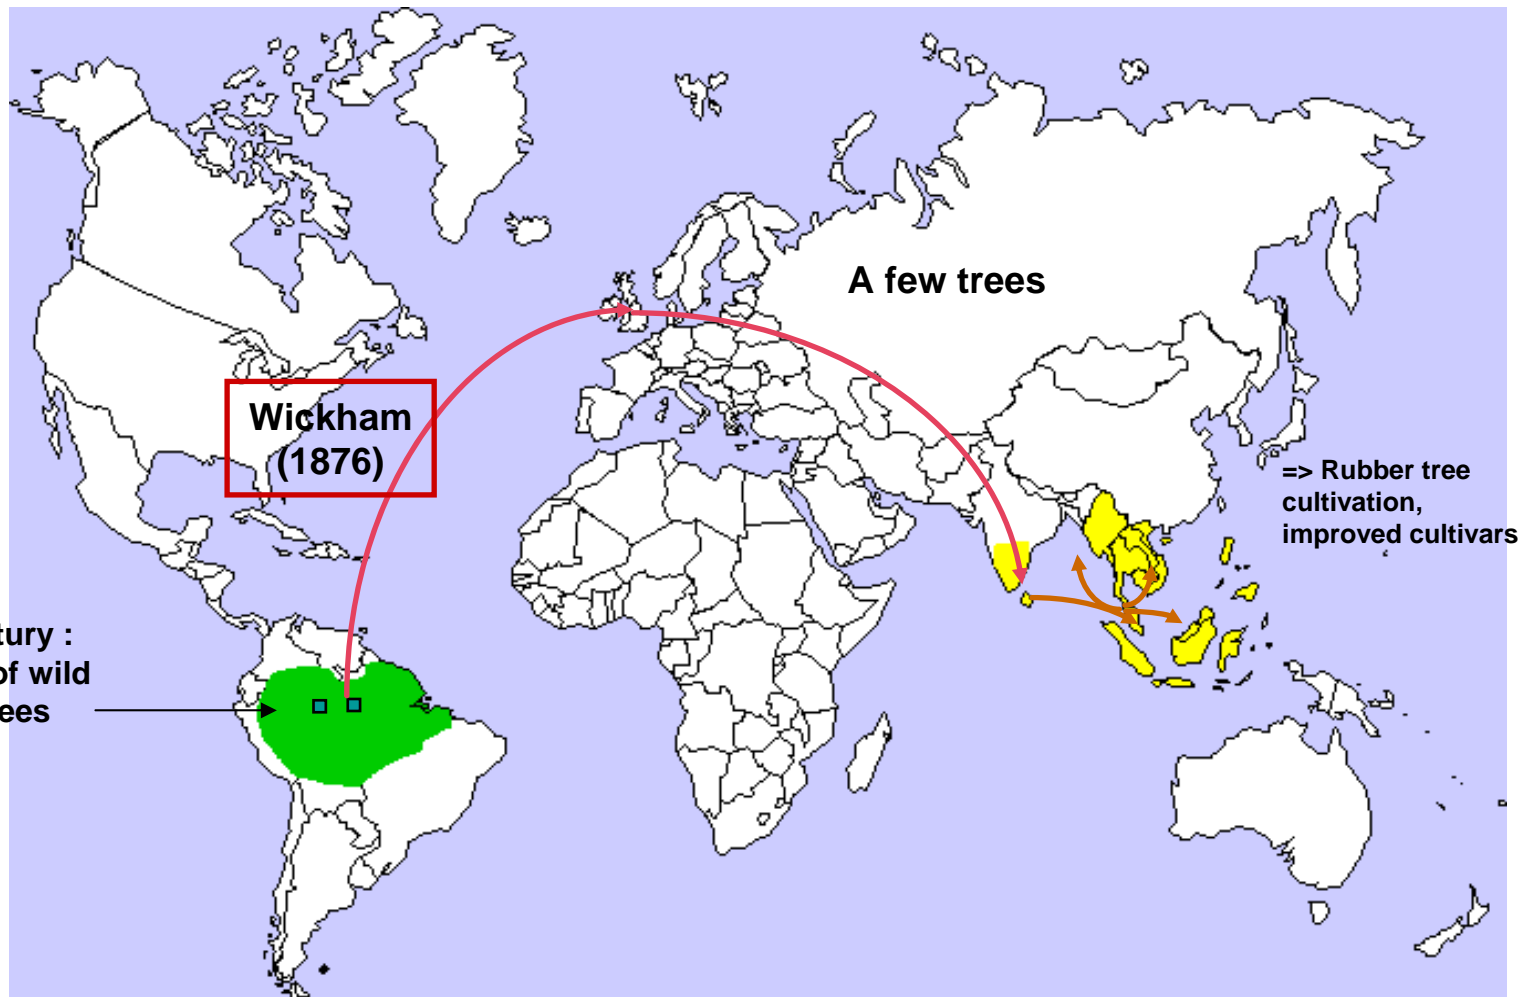 A few trees
Wickham
(1876)
=> Rubber tree
cultivation,
improved cultivars
tury :
of wild
ees